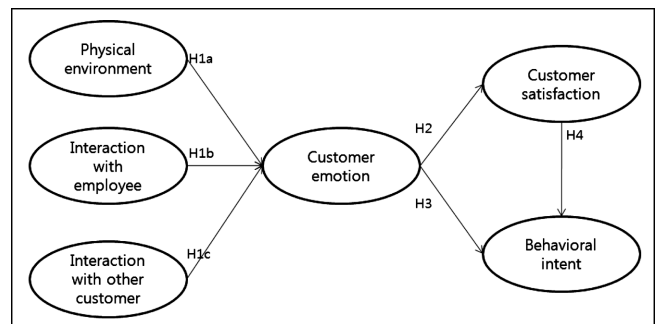 Physical
environment
H1a
Interaction
with
employee
H1b
Interaction
with other
customer
H1c
Customer
emotion
H2
H3
Customer
satisfaction
H4
Behavioral
intent